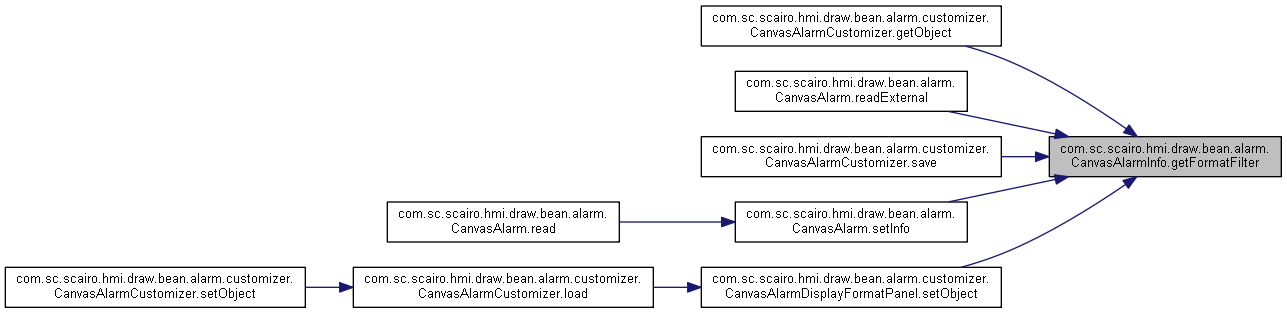 com.sc.scairo.hmi.draw.bean.alarm.customizer.
CanvasAlarmCustomizer.getObject
com.sc.scairo.hmi.draw.bean.alarm.
CanvasAlarm.readExternal
com.sc.scairo.hmi.draw.bean.alarm.customizer.
CanvasAlarmCustomizer.save
com.sc.scairo.hmi.draw.bean.alarm.
CanvasAlarmInfo.getFormatFilter
com.sc.scairo.hmi.draw.bean.alarm.
CanvasAlarm.read
com.sc.scairo.hmi.draw.bean.alarm.
CanvasAlarm.setInfo
com.sc.scairo.hmi.draw.bean.alarm.customizer.
CanvasAlarmCustomizer.setObject
com.sc.scairo.hmi.draw.bean.alarm.customizer.
CanvasAlarmCustomizer.load
com.sc.scairo.hmi.draw.bean.alarm.customizer.
CanvasAlarmDisplayFormatPanel.setObject